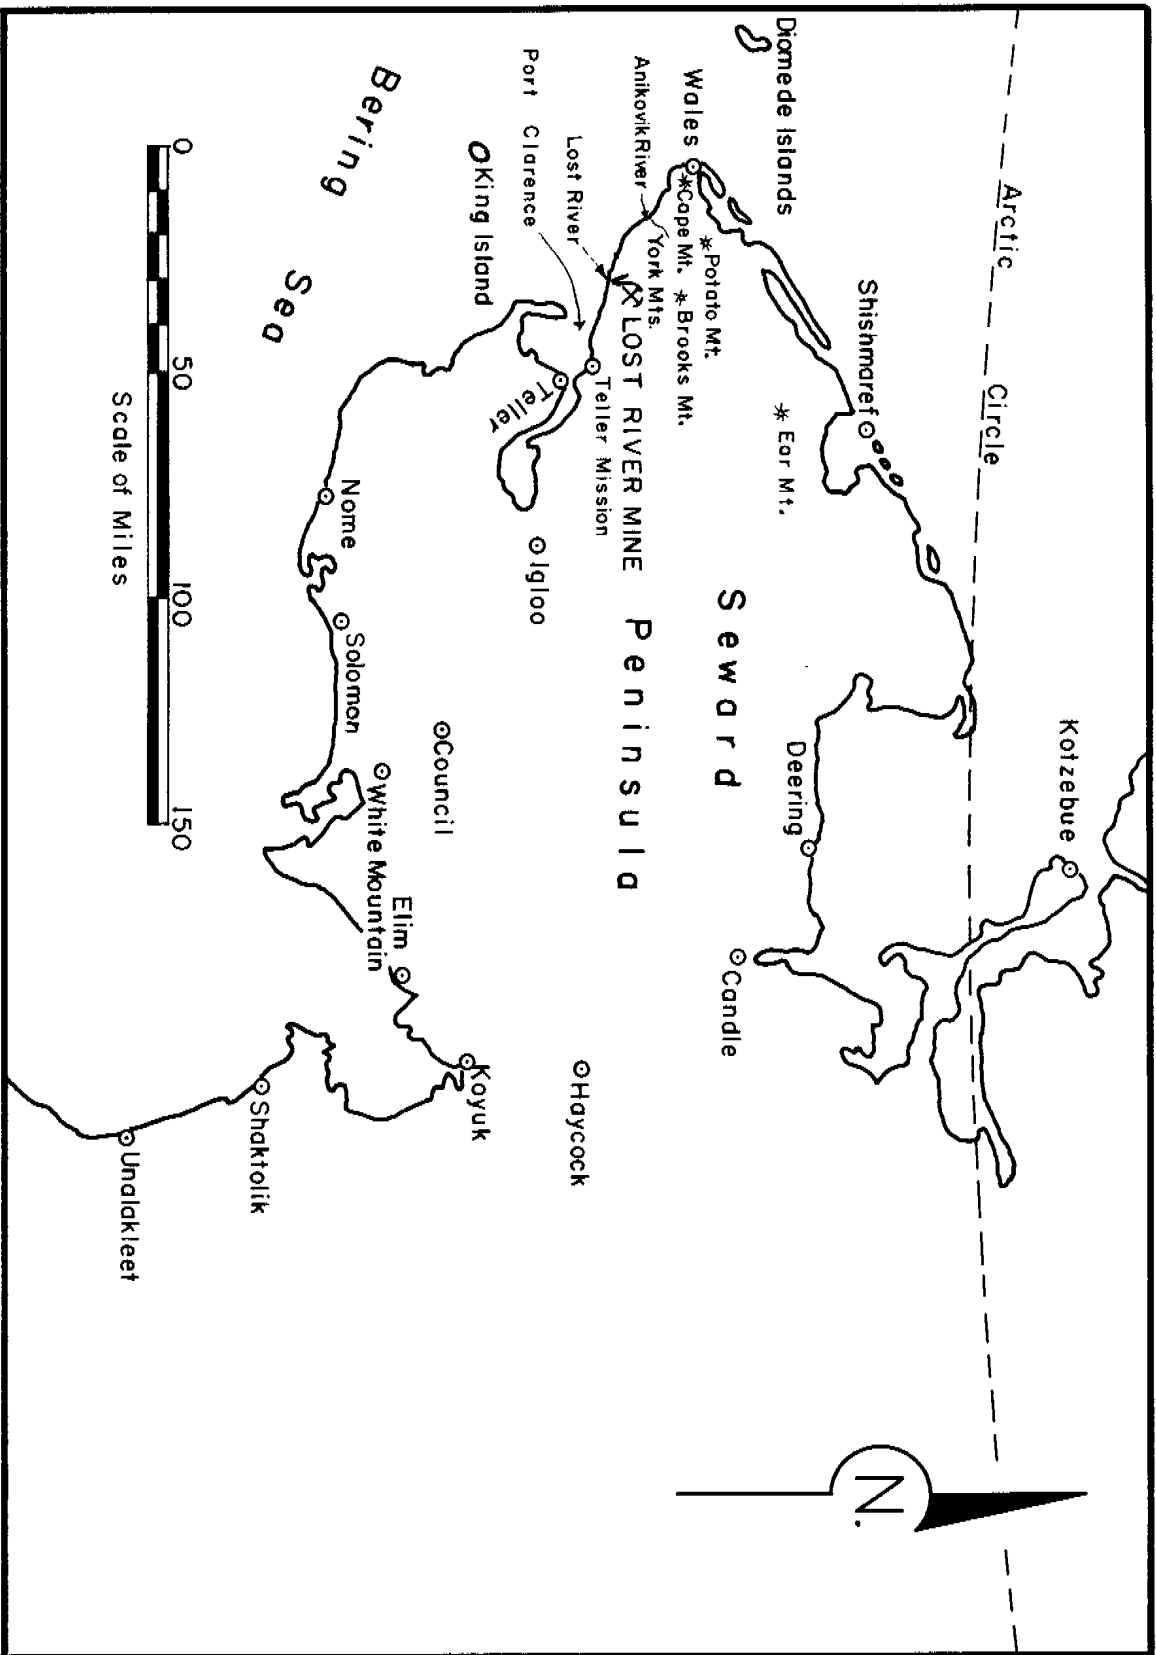 Arctic Circle
Kotzebue
Diomede Islands
Shishmaref
Ear Mt.
Deering
Candle
Wales
Cape Mt.
Potato Mt.
Brooks Mt.
Anikovik River
York Mts.
Lost River
LOST RIVER MINE
Seward
Peninsula
Port Clarence
Teller Mission
Teller
Igloo
Haycock
King Island
Council
Koyuk
White Mountain
Elim
Nome
Solomon
Shaktolik
Unalakleet
Bering
Sea
0 50 100 150
Scale of Miles
N.